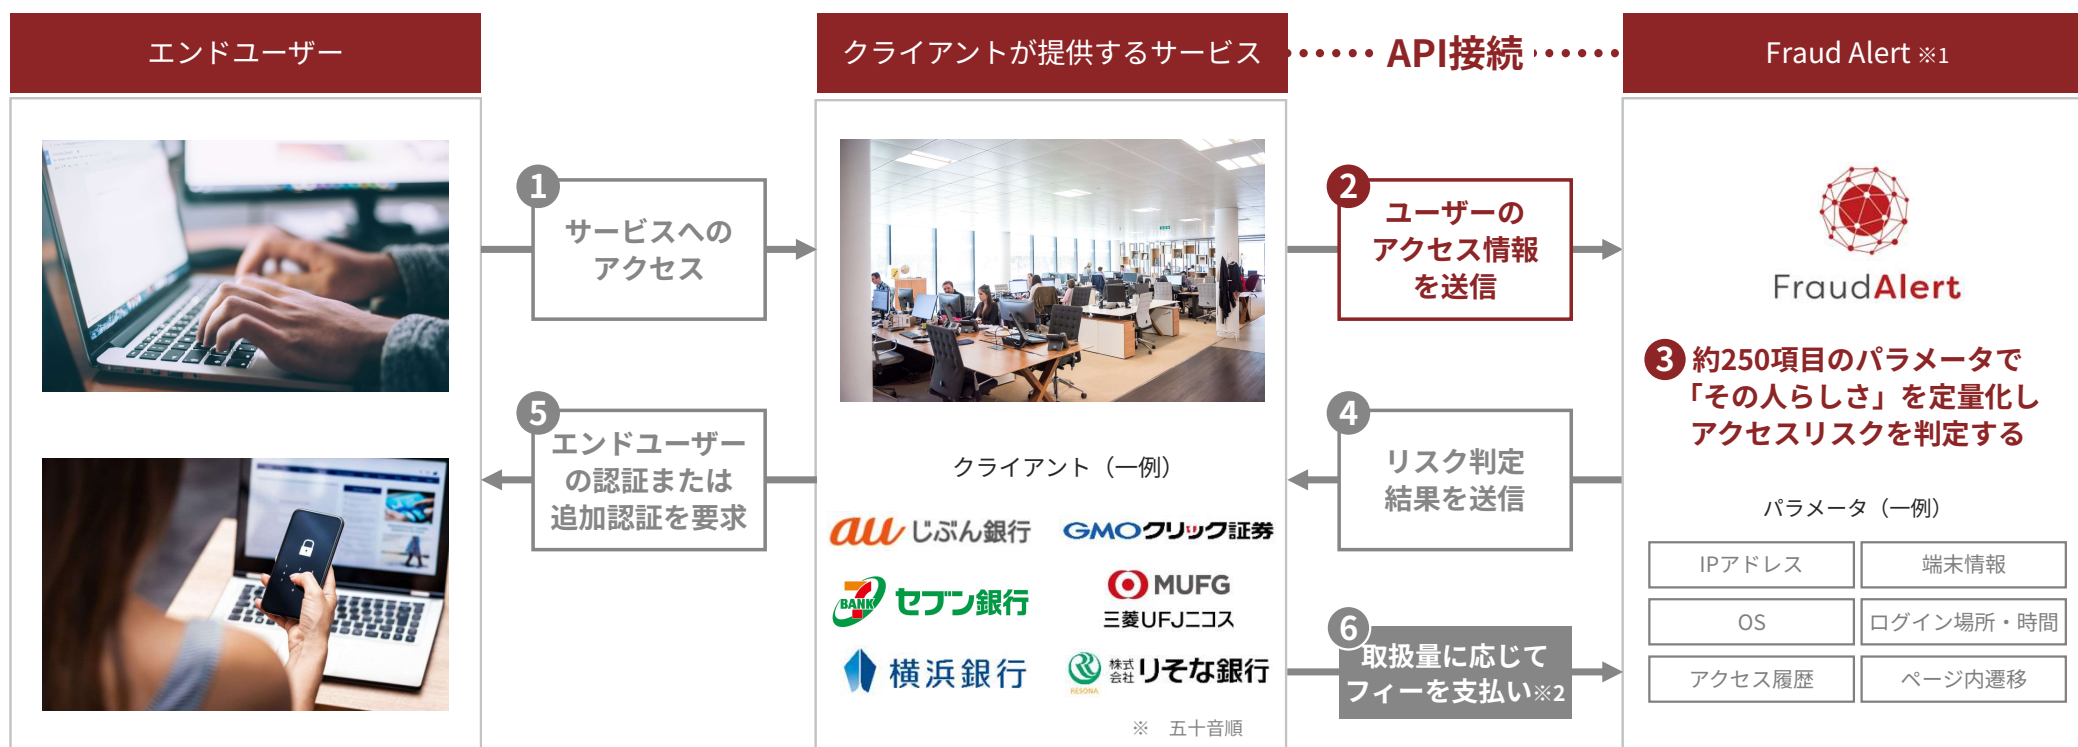 エンドユーザー
クライアントが提供するサービス
API接続
Fraud Alert ※1
1
サービスへの
アクセス
2
ユーザーの
アクセス情報
を送信
FraudAlert
3 約250項目のパラメータで
「その人らしさ」を定量化し
アクセスリスクを判定する
5
エンドユーザー
の認証または
追加認証を要求
クライアント（一例）
au じぶん銀行
GMOクリック証券
7 BANK セブン銀行
MUFG
三菱UFJニコス
横浜銀行
RESONA 株式会社 りそな銀行
※　五十音順
4
リスク判定
結果を送信
6
取扱量に応じて
フィーを支払い※2
パラメータ（一例）
IPアドレス
端末情報
OS
ログイン場所・時間
アクセス履歴
ページ内遷移